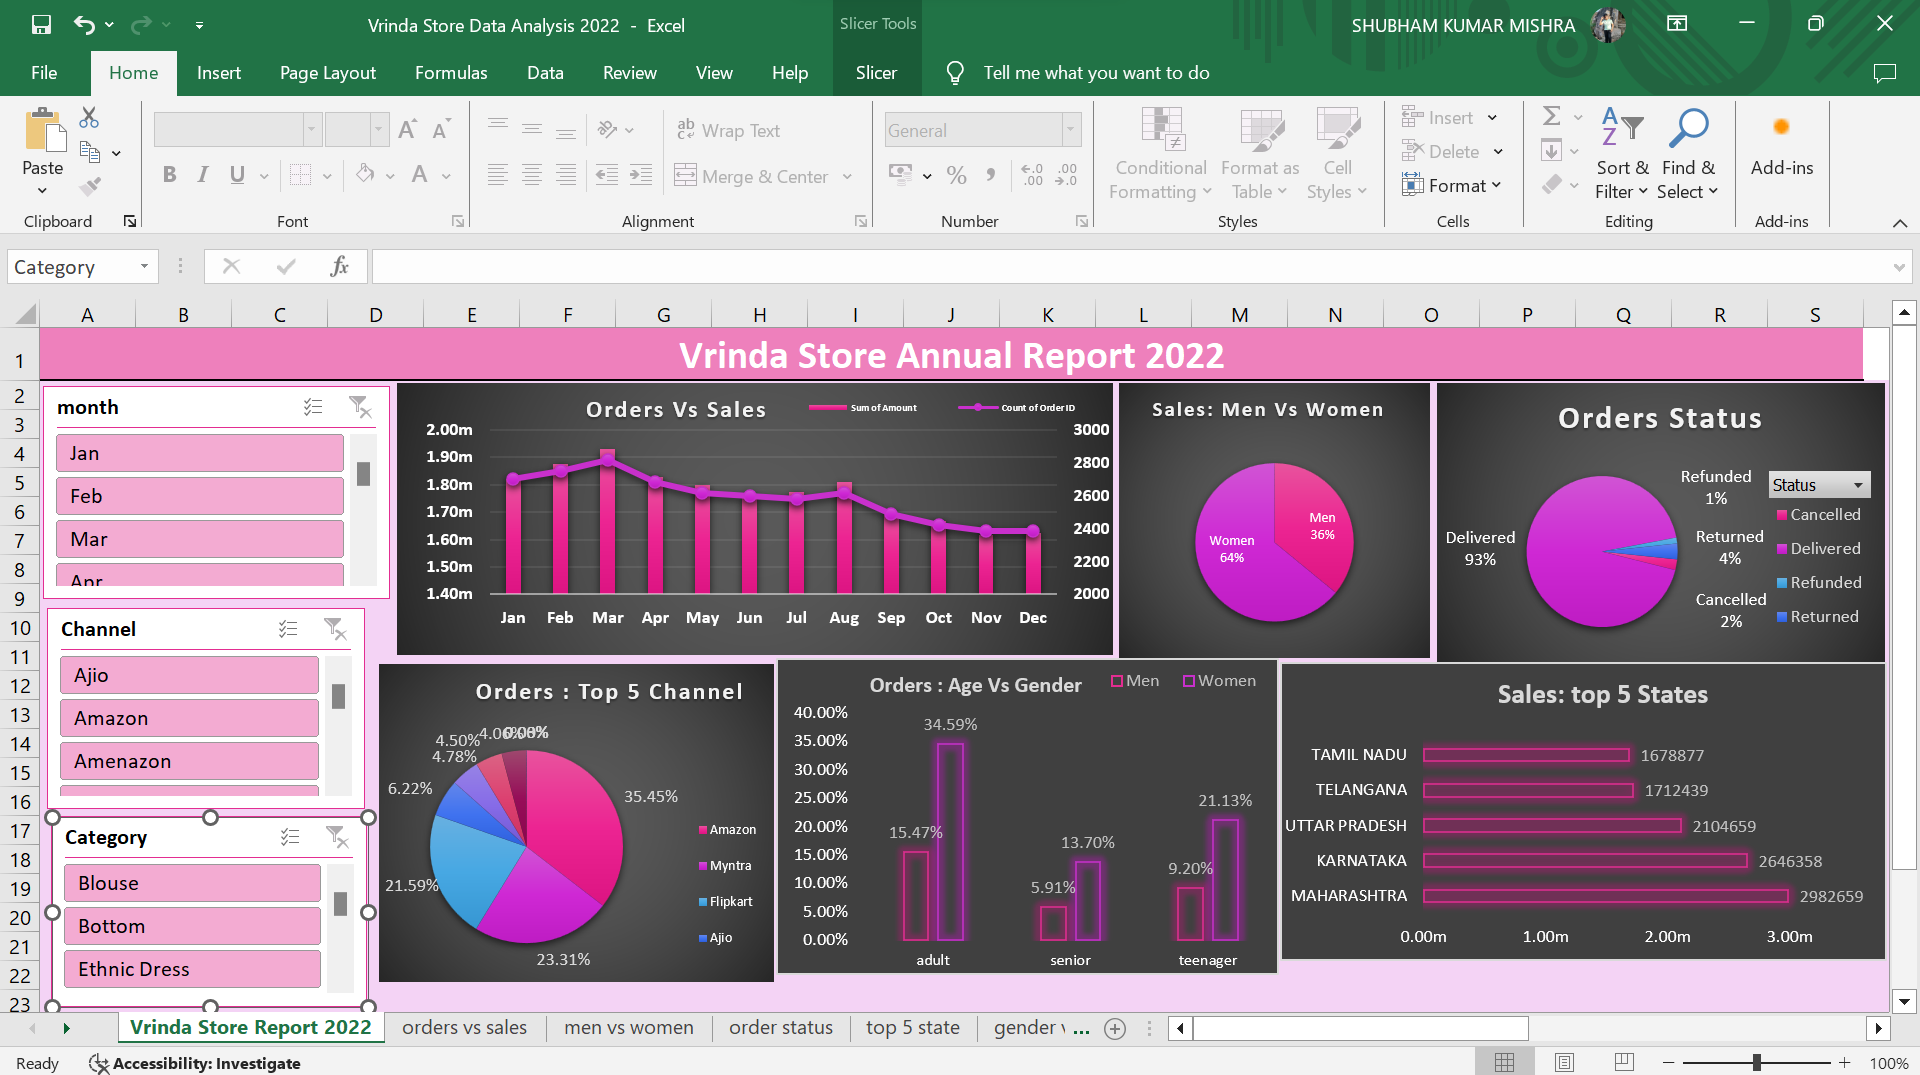 Vrinda Store Data Analysis 2022 - Excel
Slicer Tools
SHUBHAM KUMAR MISHRA
File Home Insert Page Layout Formulas Data Review View Help Slicer Tell me what you want to do
Paste
Clipboard
B I U A
Font
Wrap Text
Merge & Center
Alignment
General
% ,
Number
Conditional Formatting
Format as Table
Cell Styles
Styles
Insert
Delete
Format
Cells
Sort & Filter
Find & Select
Editing
Add-ins
Add-ins
Category
fx
A B C D E F G H I J K L M N O P Q R S
1
2
3
4
5
6
7
8
9
10
11
12
13
14
15
16
17
18
19
20
21
22
23
Vrinda Store Annual Report 2022
month
Jan
Feb
Mar
Apr
Channel
Ajio
Amazon
Amenazon
Category
Blouse
Bottom
Ethnic Dress
Orders Vs Sales
Sum of Amount
Count of Order ID
2.00m
1.90m
1.80m
1.70m
1.60m
1.50m
1.40m
3000
2800
2600
2400
2200
2000
Jan Feb Mar Apr May Jun Jul Aug Sep Oct Nov Dec
Sales: Men Vs Women
Men
36%
Women
64%
Orders Status
Delivered
93%
Refunded
1%
Returned
4%
Cancelled
2%
Status
Cancelled
Delivered
Refunded
Returned
Orders : Top 5 Channel
35.45%
23.31%
21.59%
6.22%
4.78%
4.50%
Amazon
Myntra
Flipkart
Ajio
Orders : Age Vs Gender
Men
Women
40.00%
35.00%
30.00%
25.00%
20.00%
15.00%
10.00%
5.00%
0.00%
15.47%
34.59%
5.91%
13.70%
9.20%
21.13%
adult senior teenager
Sales: top 5 States
TAMIL NADU 1678877
TELANGANA 1712439
UTTAR PRADESH 2104659
KARNATAKA 2646358
MAHARASHTRA 2982659
0.00m 1.00m 2.00m 3.00m
Vrinda Store Report 2022 orders vs sales men vs women order status top 5 state gender v ...
Ready
Accessibility: Investigate
100%